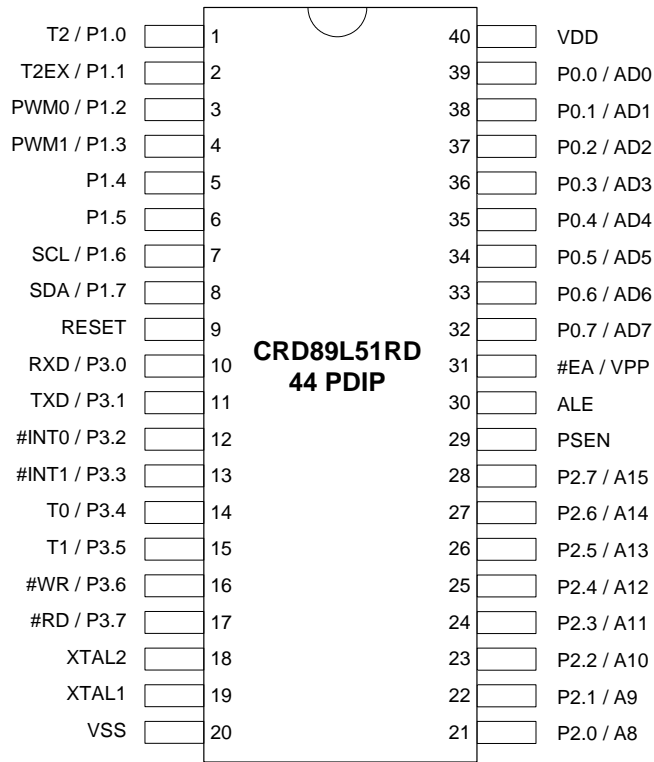 T2 / P1.0 1 40 VDD
T2EX / P1.1 2 39 P0.0 / AD0
PWM0 / P1.2 3 38 P0.1 / AD1
PWM1 / P1.3 4 37 P0.2 / AD2
P1.4 5 36 P0.3 / AD3
P1.5 6 35 P0.4 / AD4
SCL / P1.6 7 34 P0.5 / AD5
SDA / P1.7 8 33 P0.6 / AD6
RESET 9 32 P0.7 / AD7
CRD89L51RD
44 PDIP
RXD / P3.0 10 31 #EA / VPP
TXD / P3.1 11 30 ALE
#INT0 / P3.2 12 29 PSEN
#INT1 / P3.3 13 28 P2.7 / A15
T0 / P3.4 14 27 P2.6 / A14
T1 / P3.5 15 26 P2.5 / A13
#WR / P3.6 16 25 P2.4 / A12
#RD / P3.7 17 24 P2.3 / A11
XTAL2 18 23 P2.2 / A10
XTAL1 19 22 P2.1 / A9
VSS 20 21 P2.0 / A8